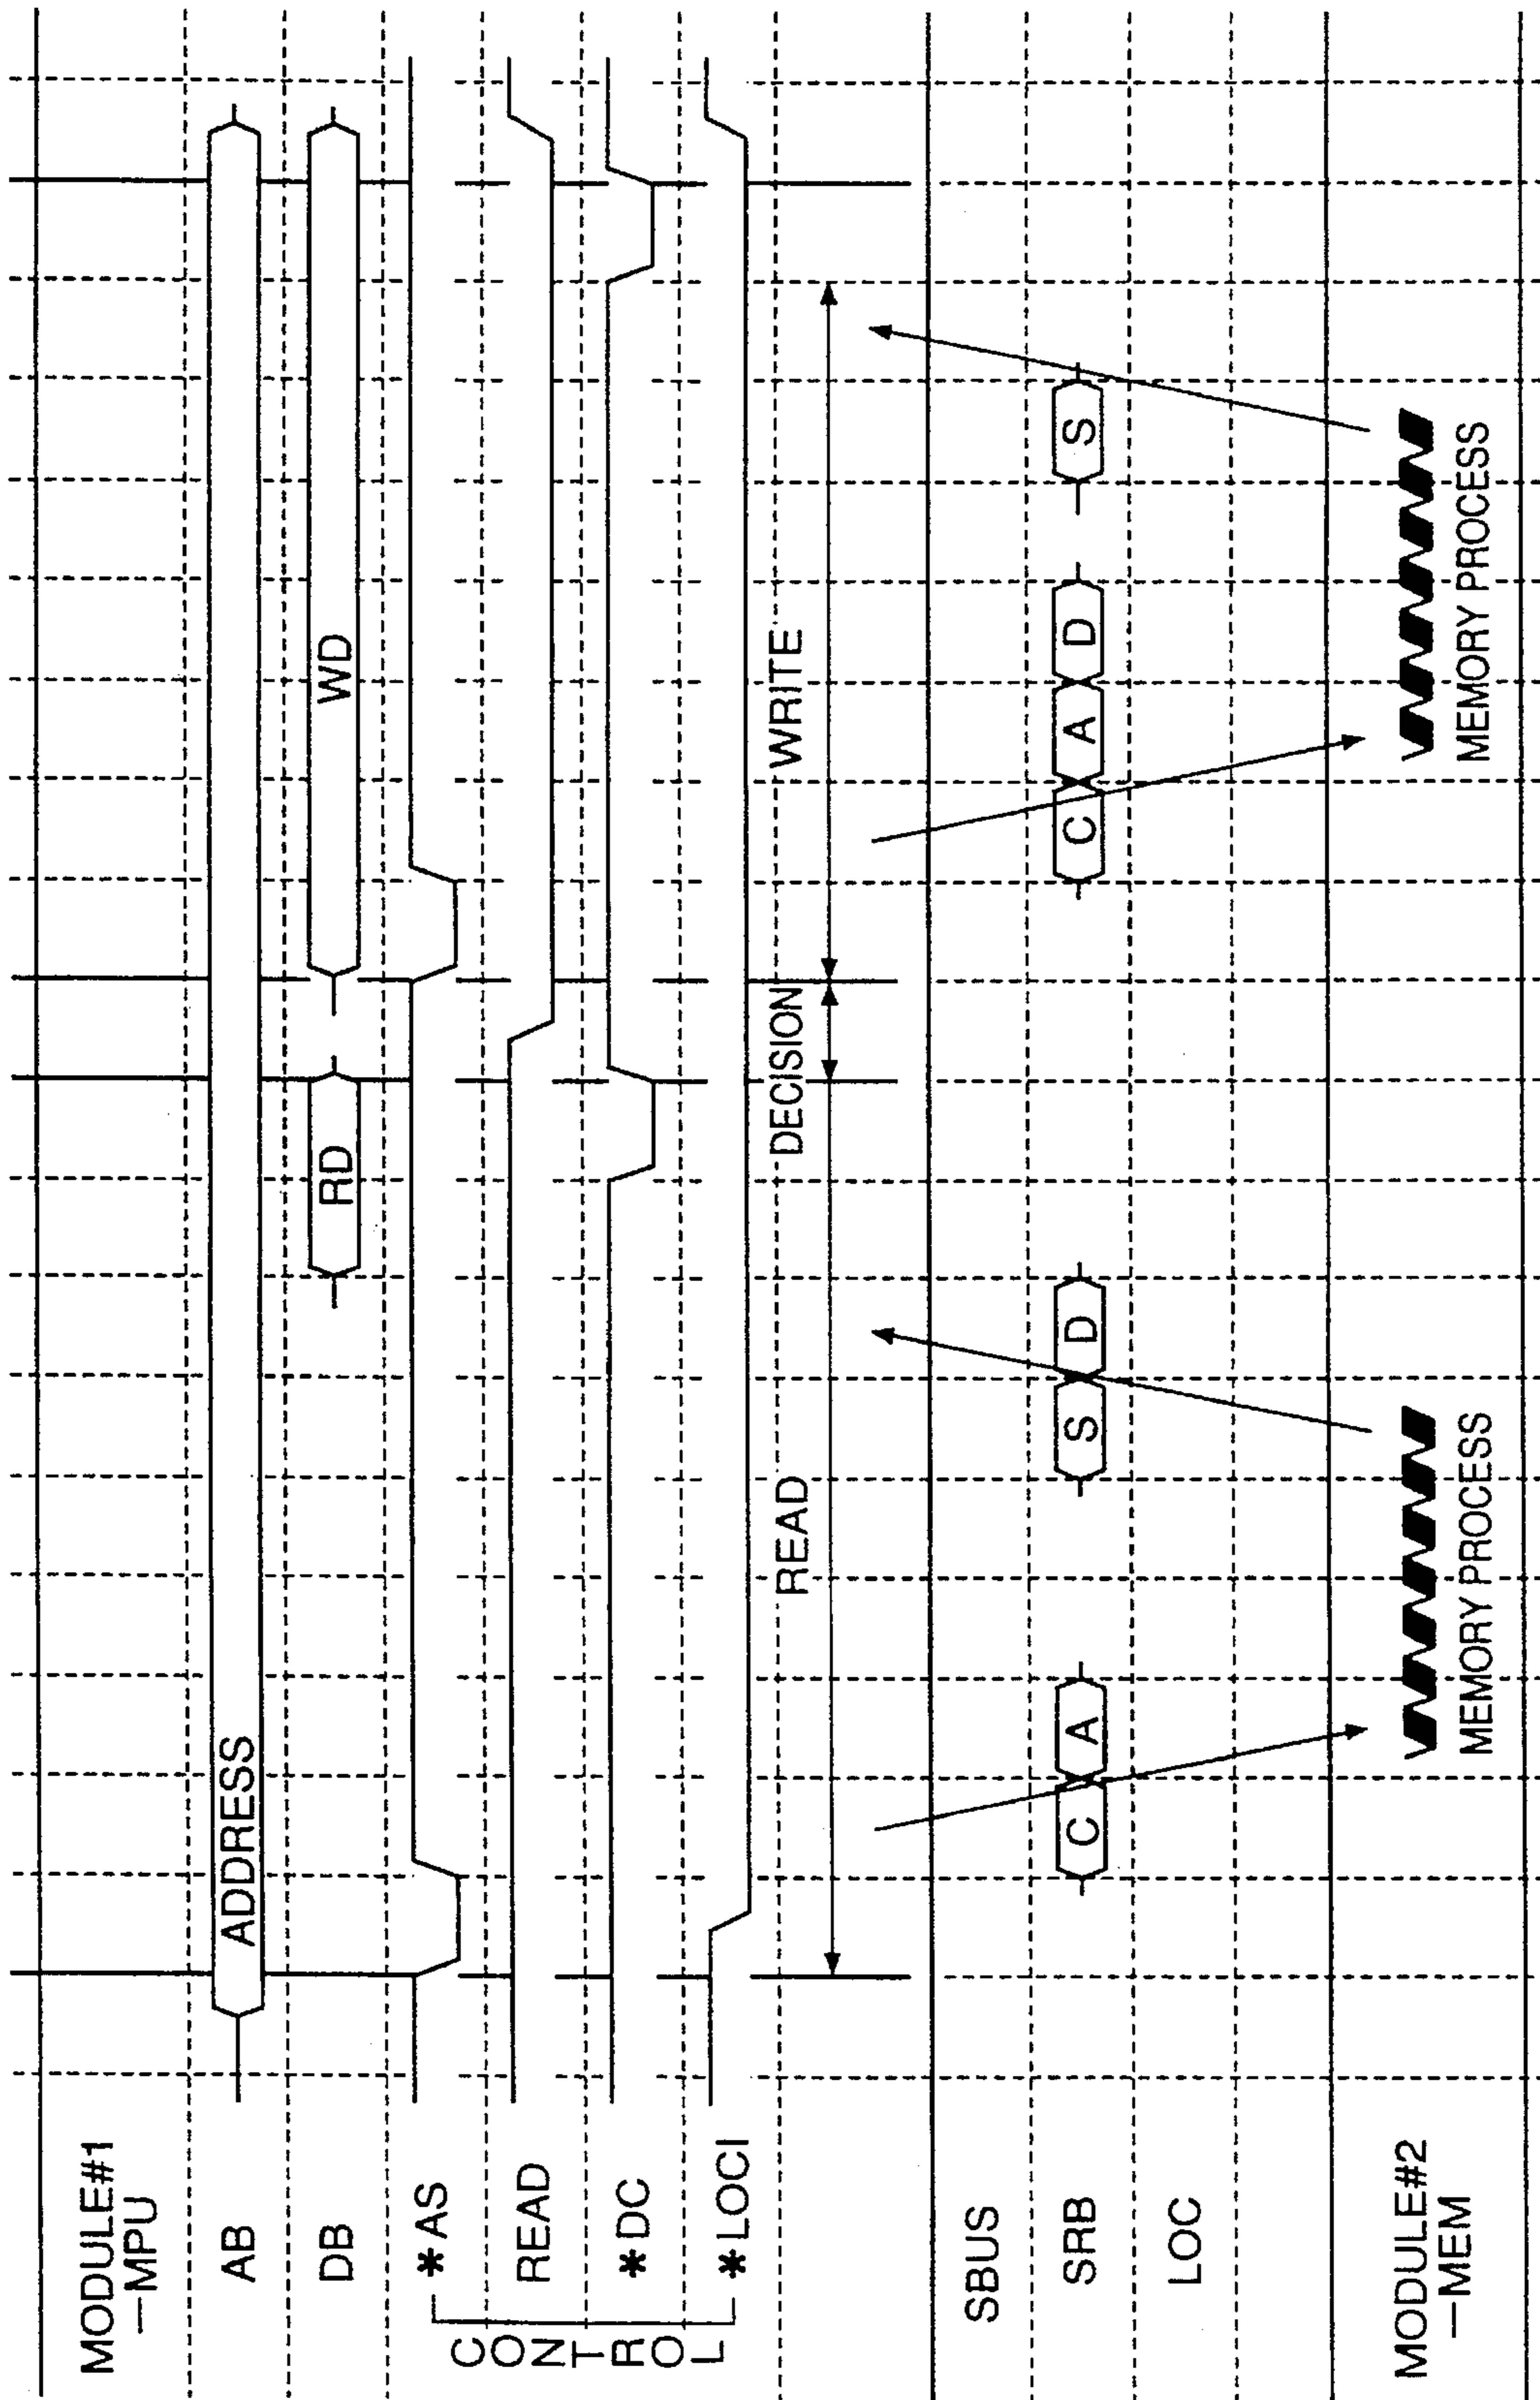 MODULE#1
—MPU
AB
ADDRESS
DB
RD
WD
CONTROL
*AS
READ
*DC
*LOCI
READ
DECISION
WRITE
SBUS
SRB
C A
S D
C A D
S
LOC
MODULE#2
—MEM
MEMORY PROCESS
MEMORY PROCESS